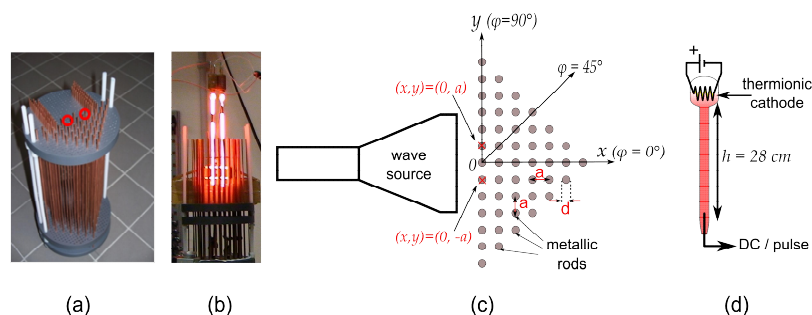 y (φ=90°)
φ = 45°
(x,y)=(0, a)
wave
source
0
x (φ = 0°)
a
a
d
(x,y)=(0, -a)
metallic
rods
+
thermionic
cathode
h = 28 cm
DC / pulse
(a)
(b)
(c)
(d)